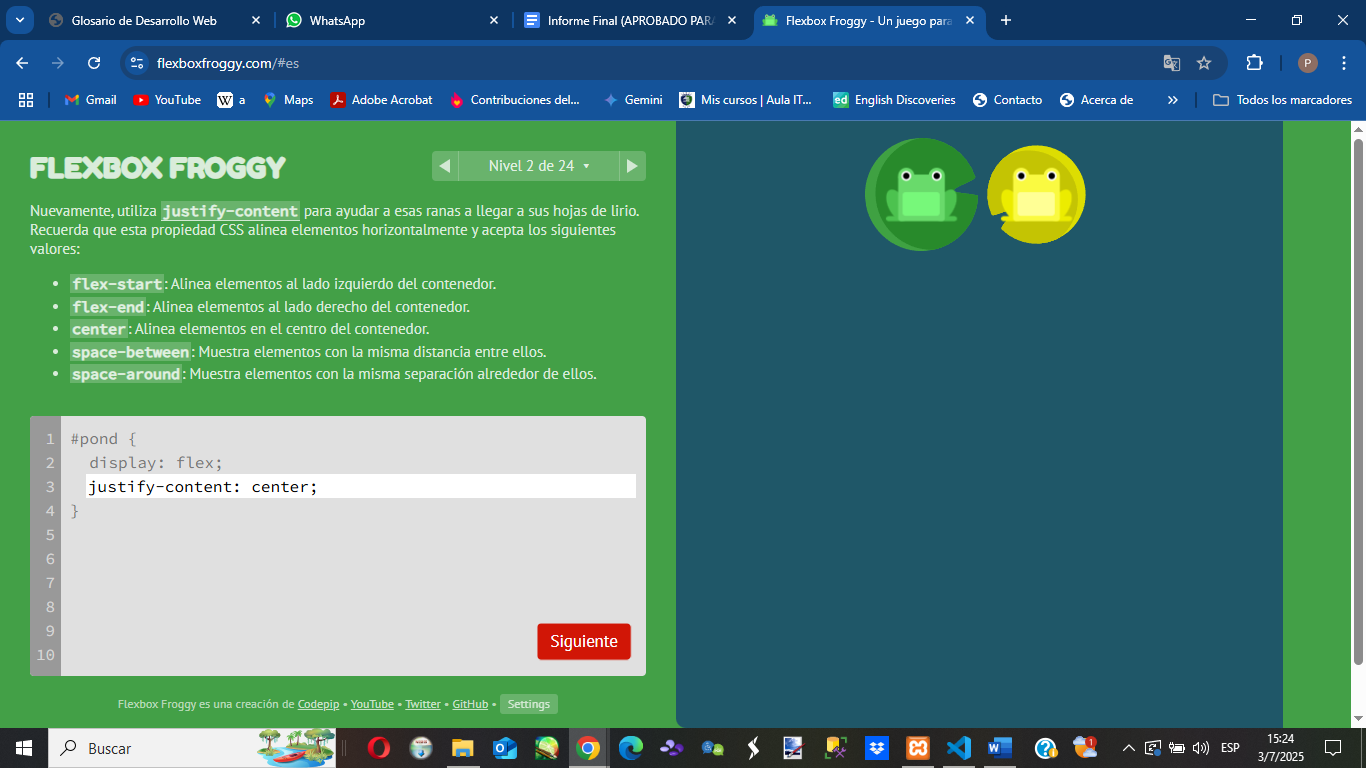 Glosario de Desarrollo Web
WhatsApp
Informe Final (APROBADO PARA
Flexbox Froggy - Un juego para
flexboxfroggy.com/#es
P
Gmail
YouTube
W a
Maps
Adobe Acrobat
Contribuciones del...
Gemini
Mis cursos | Aula IT...
ed English Discoveries
Contacto
Acerca de
Todos los marcadores
FLEXBOX FROGGY
Nivel 2 de 24
Nuevamente, utiliza justify-content para ayudar a esas ranas a llegar a sus hojas de lirio.
Recuerda que esta propiedad CSS alinea elementos horizontalmente y acepta los siguientes
valores:
• flex-start: Alinea elementos al lado izquierdo del contenedor.
• flex-end: Alinea elementos al lado derecho del contenedor.
• center: Alinea elementos en el centro del contenedor.
• space-between: Muestra elementos con la misma distancia entre ellos.
• space-around: Muestra elementos con la misma separación alrededor de ellos.
1 #pond {
2 display: flex;
3 justify-content: center;
4 }
5
6
7
8
9
10
Siguiente
Flexbox Froggy es una creación de Codepip • YouTube • Twitter • GitHub • Settings
Buscar
ESP
15:24
3/7/2025